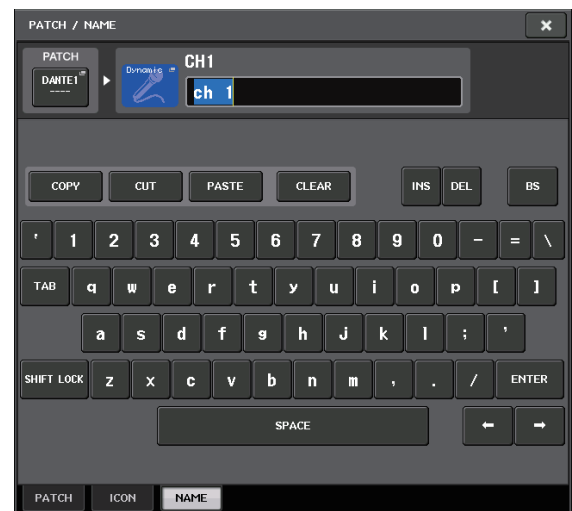 PATCH / NAME
PATCH
DANTE1
----
Dynamic
CH1
ch 1
COPY CUT PASTE CLEAR INS DEL BS
' 1 2 3 4 5 6 7 8 9 0 - = \
TAB q w e r t y u i o p [ ]
a s d f g h j k l ; '
SHIFT LOCK z x c v b n m , . / ENTER
SPACE ← →
PATCH ICON NAME